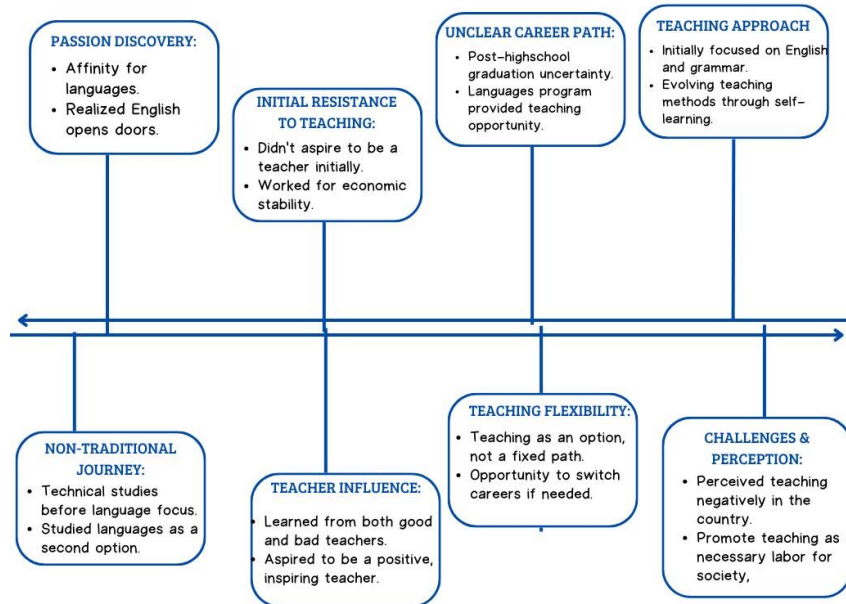 PASSION DISCOVERY:
• Affinity for
languages.
• Realized English
opens doors.
INITIAL RESISTANCE
TO TEACHING:
• Didn't aspire to be a
teacher initially.
• Worked for economic
stability.
UNCLEAR CAREER PATH:
• Post-highschool
graduation uncertainty.
• Languages program
provided teaching
opportunity.
TEACHING APPROACH
• Initially focused on English
and grammar.
• Evolving teaching
methods through self-
learning.
NON-TRADITIONAL
JOURNEY:
• Technical studies
before language focus.
• Studied languages as a
second option.
TEACHER INFLUENCE:
• Learned from both good
and bad teachers.
• Aspired to be a positive,
inspiring teacher.
TEACHING FLEXIBILITY:
• Teaching as an option,
not a fixed path.
• Opportunity to switch
careers if needed.
CHALLENGES &
PERCEPTION:
• Perceived teaching
negatively in the
country.
• Promote teaching as
necessary labor for
society,